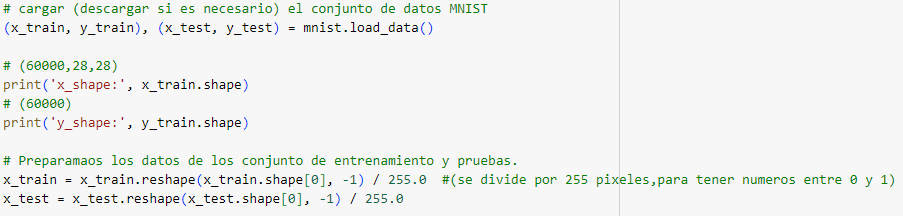 # cargar (descargar si es necesario) el conjunto de datos MNIST
(x_train, y_train), (x_test, y_test) = mnist.load_data()
# (60000,28,28)
print('x_shape:', x_train.shape)
# (60000)
print('y_shape:', y_train.shape)
# Preparamaos los datos de los conjunto de entrenamiento y pruebas.
x_train = x_train.reshape(x_train.shape[0], -1) / 255.0  #(se divide por 255 pixeles,para tener numeros entre 0 y 1)
x_test = x_test.reshape(x_test.shape[0], -1) / 255.0